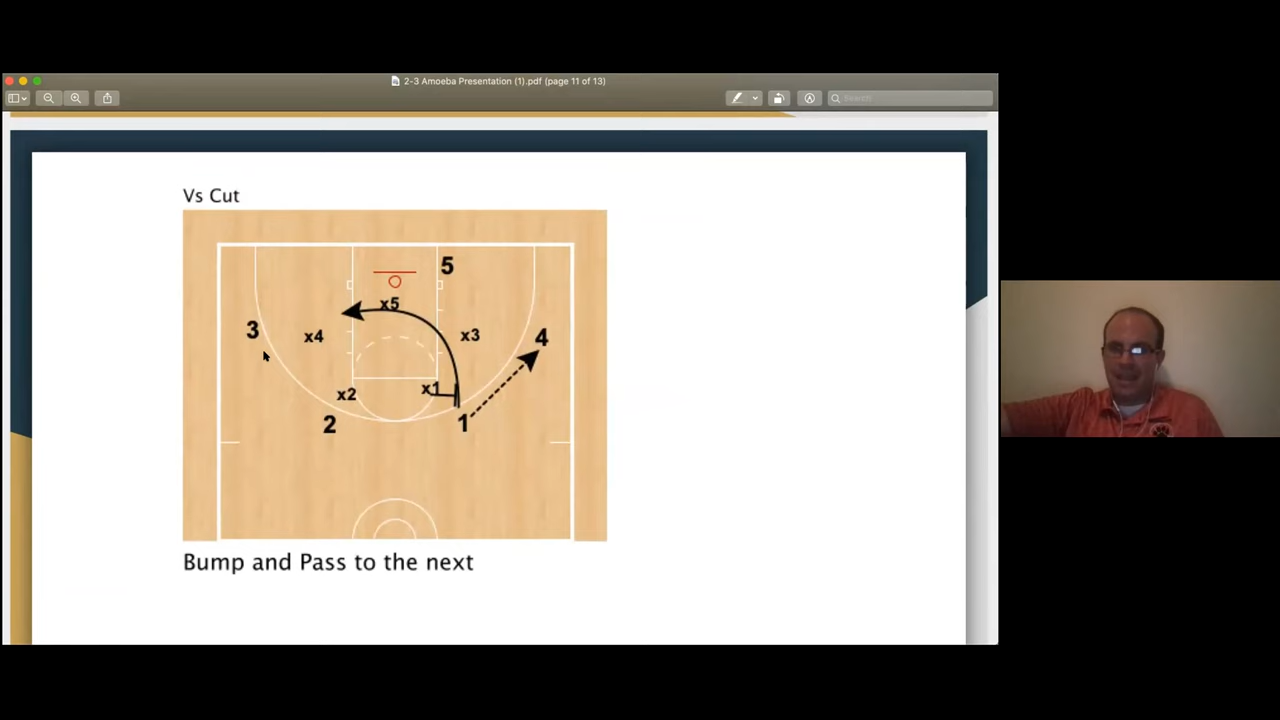 2-3 Amoeba Presentation (1).pdf (page 11 of 13)
Search
Vs Cut
5
x5
3
x4
x3
4
x2
x1
2
1
Bump and Pass to the next